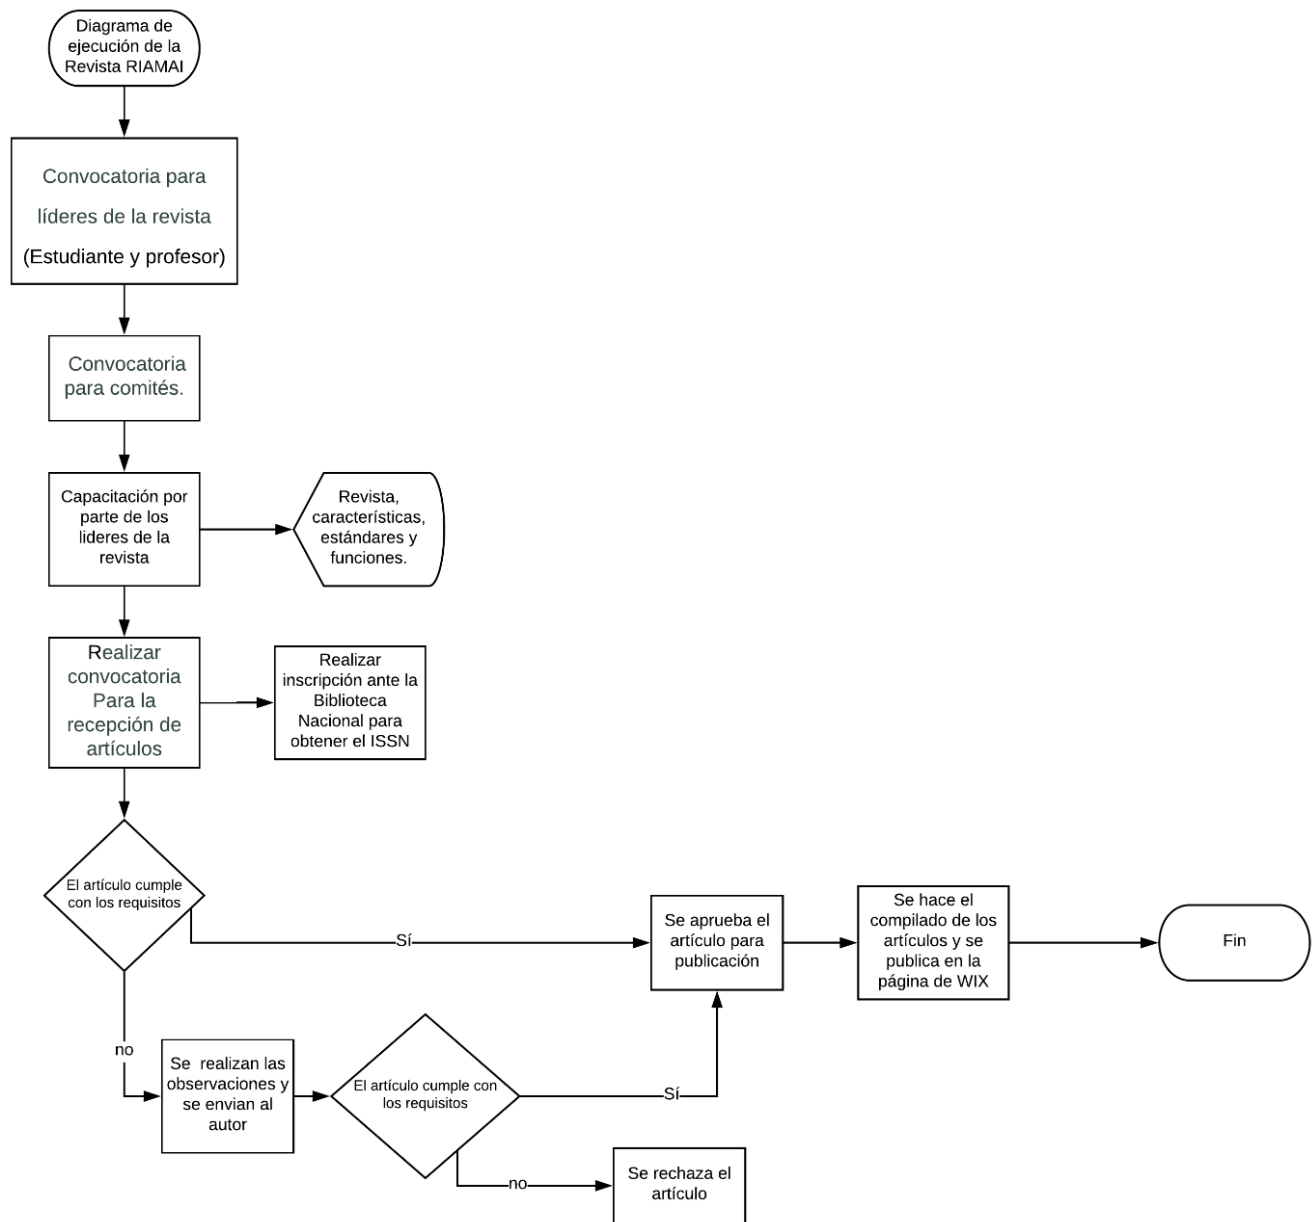 Diagrama de
ejecución de la
Revista RIAMAI
Convocatoria para
líderes de la revista
(Estudiante y profesor)
Convocatoria
para comités.
Capacitación por
parte de los
lideres de la
revista
Revista,
característícas,
estándares y
funciones.
Realizar
convocatoria
Para la
recepción de
artículos
Realizar
inscripción ante la
Biblioteca
Nacional para
obtener el ISSN
El artículo cumple
con los requisitos
Sí
Se aprueba el
artículo para
publicación
Se hace el
compilado de los
artículos y se
publica en la
página de WIX
Fin
no
Se realizan las
observaciones y
se envian al
autor
El artículo cumple con
los requisitos
Sí
no
Se rechaza el
artículo